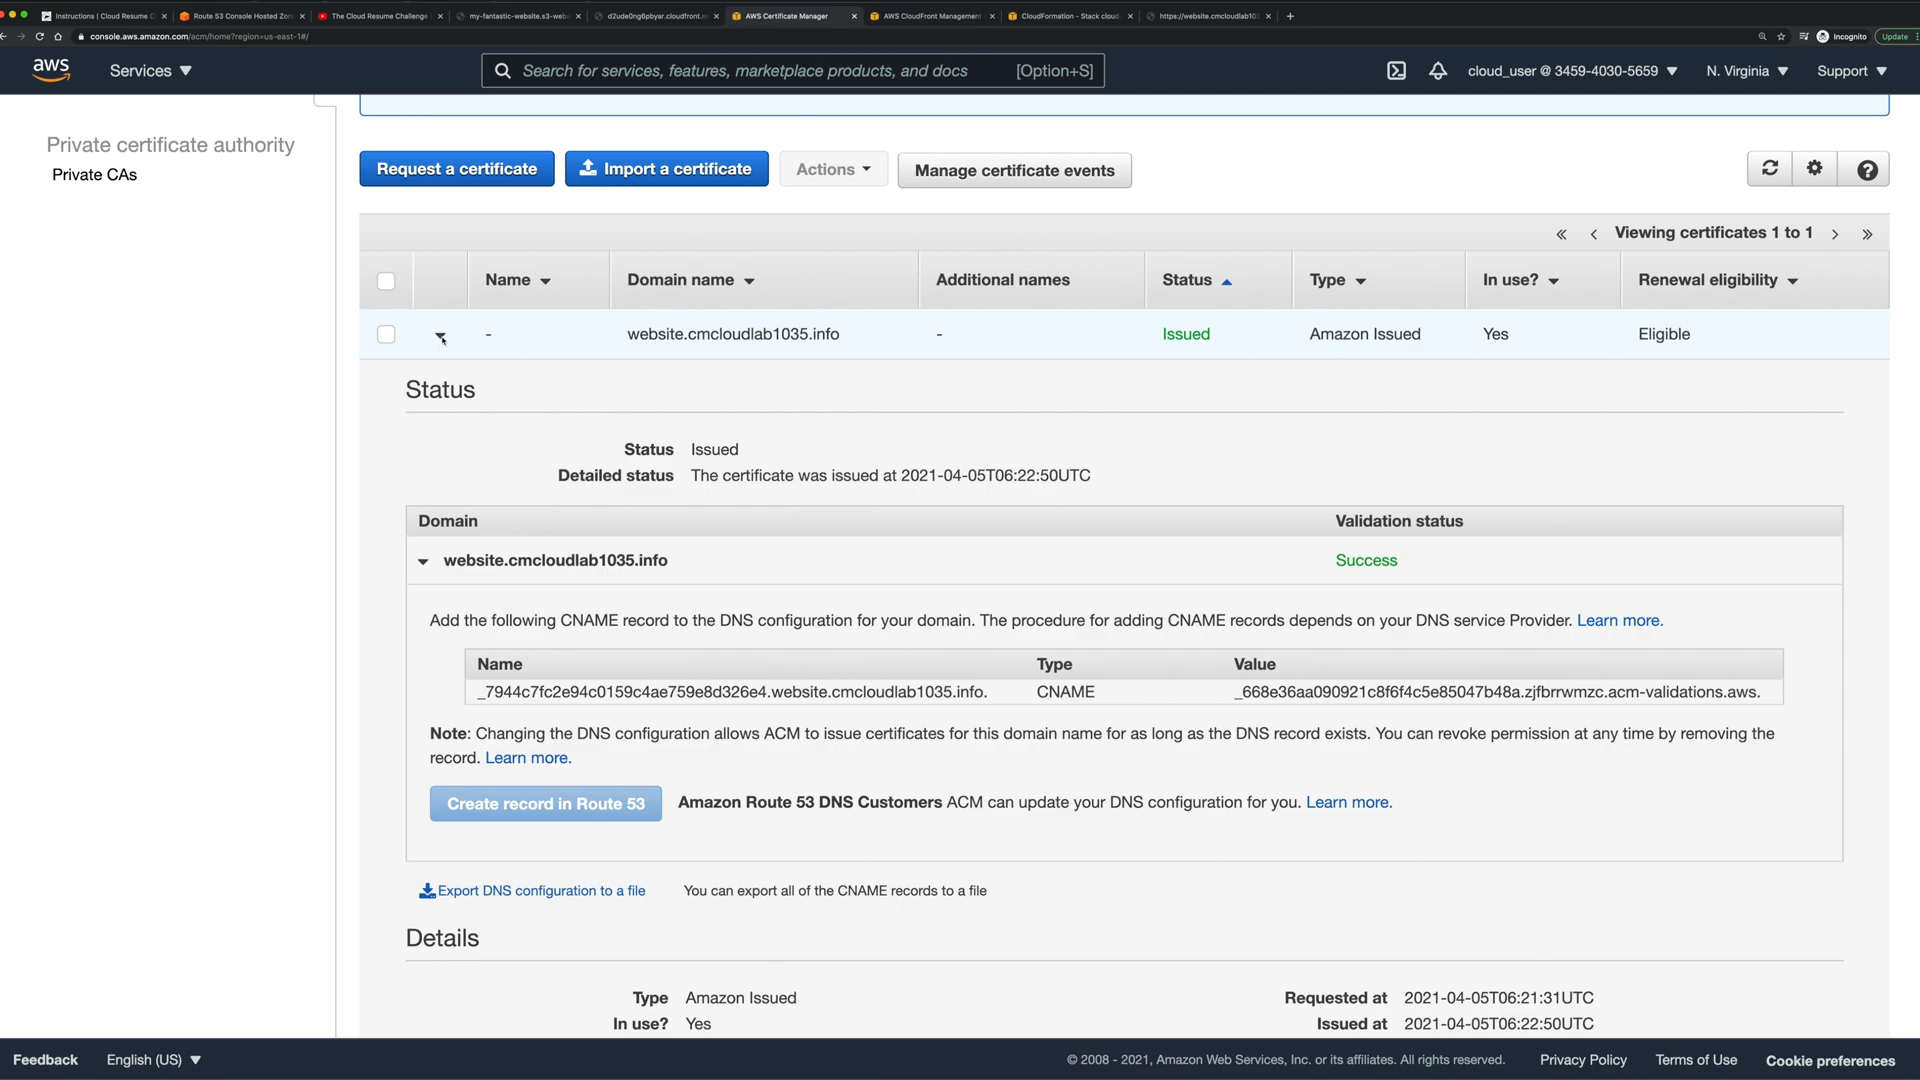 Instructions | Cloud Resume C
Route 53 Console Hosted Zon
The Cloud Resume Challenge
my-fantastic-website.s3-web
d2ude0ng6pbyar.cloudfront.n
AWS Certificate Manager
AWS CloudFront Management
CloudFormation - Stack cloud
https://website.cmcloudlab103
console.aws.amazon.com/acm/home?region=us-east-1#/
Incognito
Update
aws
Services
Search for services, features, marketplace products, and docs
[Option+S]
cloud_user @ 3459-4030-5659
N. Virginia
Support
Private certificate authority
Private CAs
Request a certificate
Import a certificate
Actions
Manage certificate events
« ‹ Viewing certificates 1 to 1 › »
Name Domain name Additional names Status Type In use? Renewal eligibility
- website.cmcloudlab1035.info - Issued Amazon Issued Yes Eligible
Status
Status Issued
Detailed status The certificate was issued at 2021-04-05T06:22:50UTC
Domain Validation status
website.cmcloudlab1035.info Success
Add the following CNAME record to the DNS configuration for your domain. The procedure for adding CNAME records depends on your DNS service Provider. Learn more.
Name Type Value
_7944c7fc2e94c0159c4ae759e8d326e4.website.cmcloudlab1035.info. CNAME _668e36aa090921c8f6f4c5e85047b48a.zjfbrrwmzc.acm-validations.aws.
Note: Changing the DNS configuration allows ACM to issue certificates for this domain name for as long as the DNS record exists. You can revoke permission at any time by removing the
record. Learn more.
Create record in Route 53 Amazon Route 53 DNS Customers ACM can update your DNS configuration for you. Learn more.
Export DNS configuration to a file You can export all of the CNAME records to a file
Details
Type Amazon Issued Requested at 2021-04-05T06:21:31UTC
In use? Yes Issued at 2021-04-05T06:22:50UTC
Feedback English (US) © 2008 - 2021, Amazon Web Services, Inc. or its affiliates. All rights reserved. Privacy Policy Terms of Use Cookie preferences